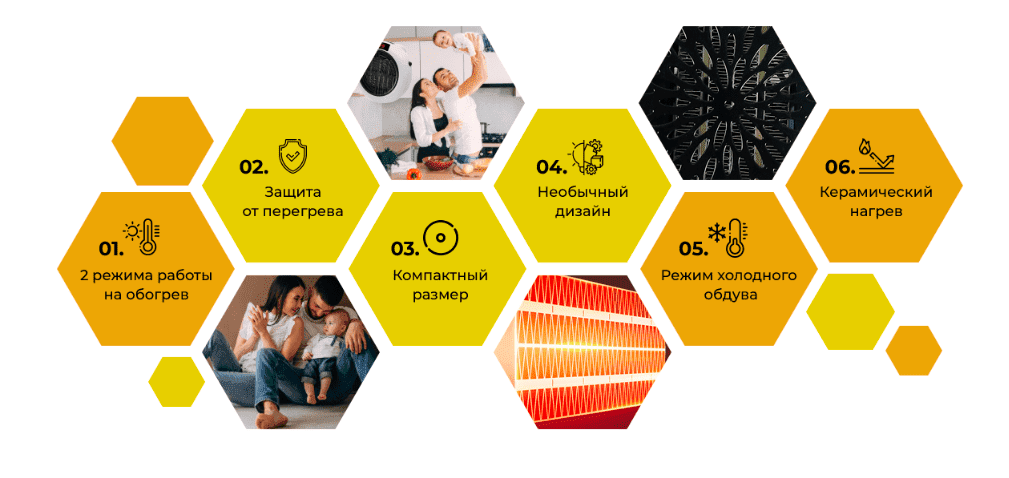 01.
2 режима работы
на обогрев
02.
Защита
от перегрева
03.
Компактный
размер
04.
Необычный
дизайн
05.
Режим холодного
обдува
06.
Керамический
нагрев